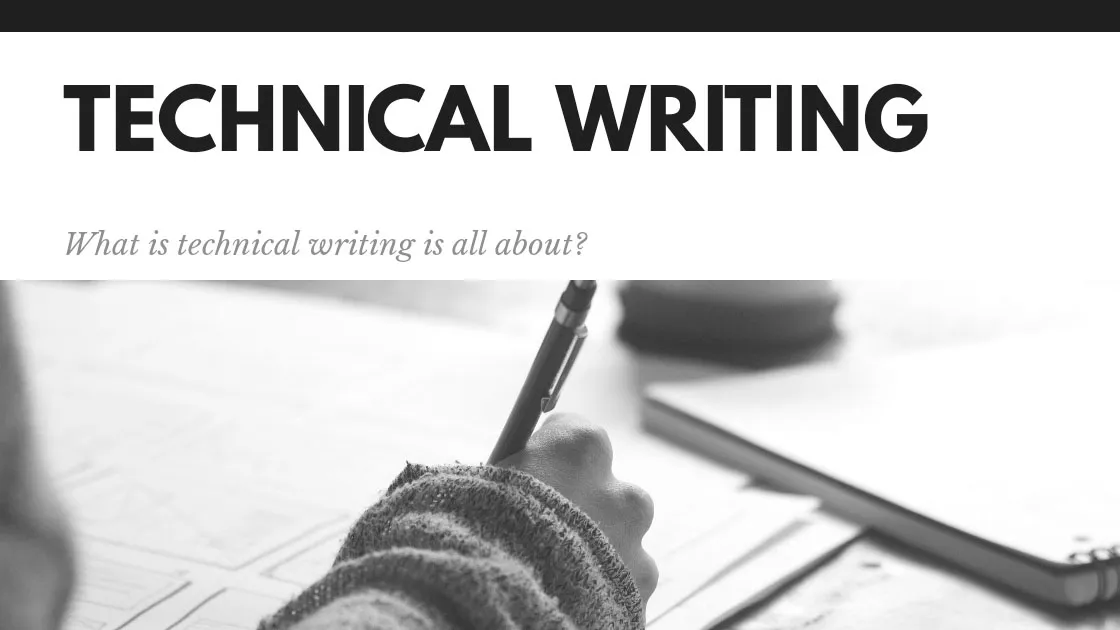 TECHNICAL WRITING
What is technical writing is all about?